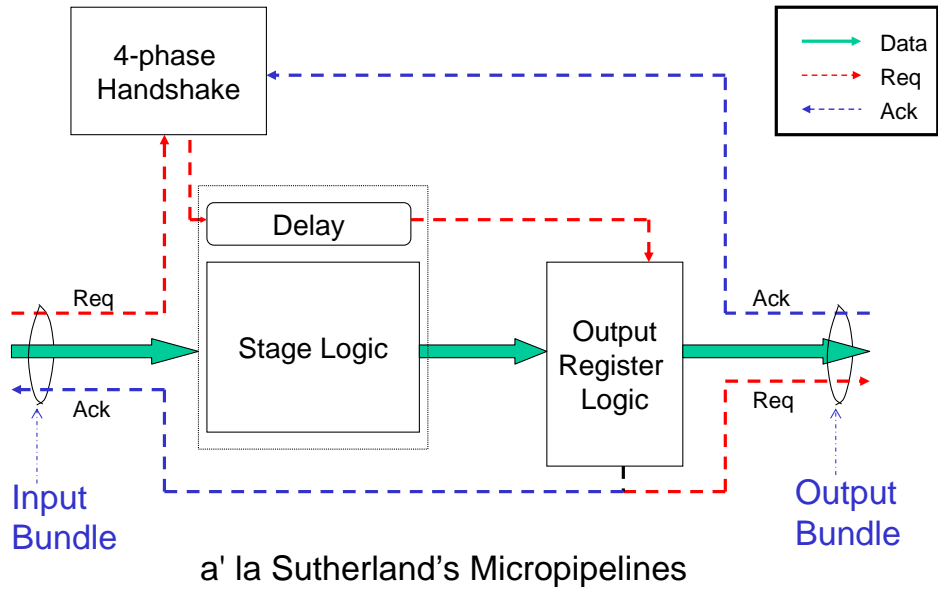 4-phase
Handshake
Data
Req
Ack
Delay
Req
Stage Logic
Ack
Output
Register
Logic
Ack
Req
Input
Bundle
Output
Bundle
a' la Sutherland's Micropipelines